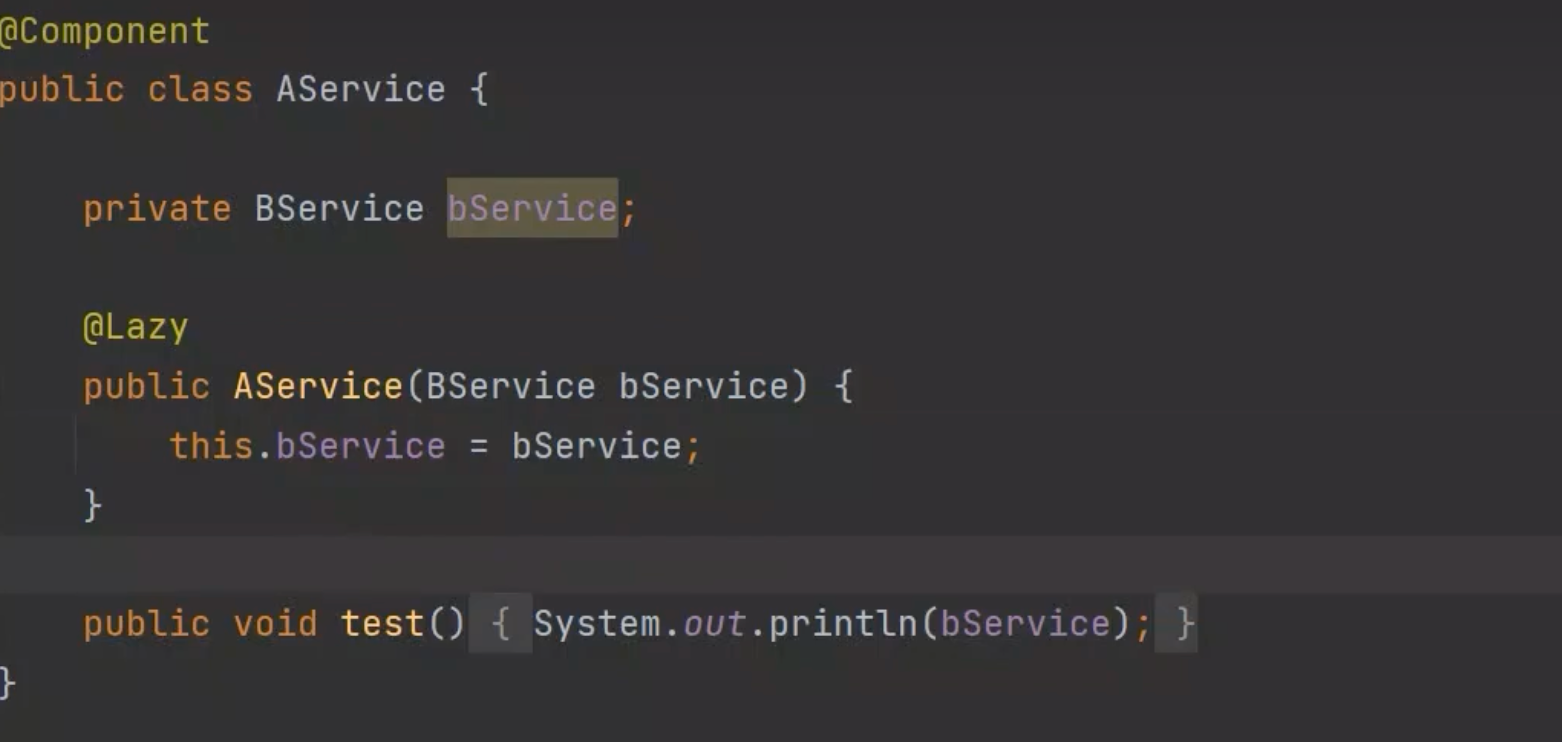 @Component
public class AService {
private BService bService;
@Lazy
public AService(BService bService) {
this.bService = bService;
}
public void test() { System.out.println(bService); }
}